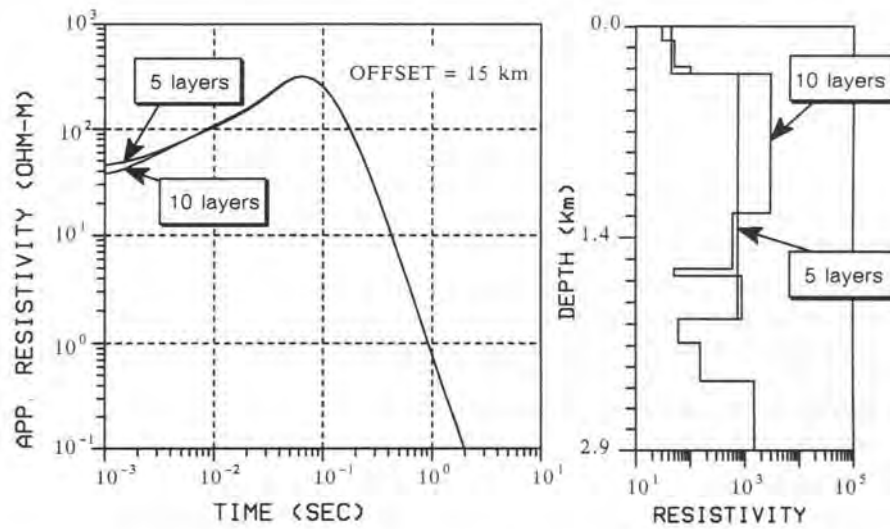 10³
10²
10¹
10⁰
10⁻¹
APP. RESISTIVITY (OHM-M)
5 layers
10 layers
OFFSET = 15 km
10⁻³
10⁻²
10⁻¹
10⁰
10¹
TIME (SEC)
0.0
1.4
2.9
DEPTH (km)
10 layers
5 layers
10¹
10³
10⁵
RESISTIVITY